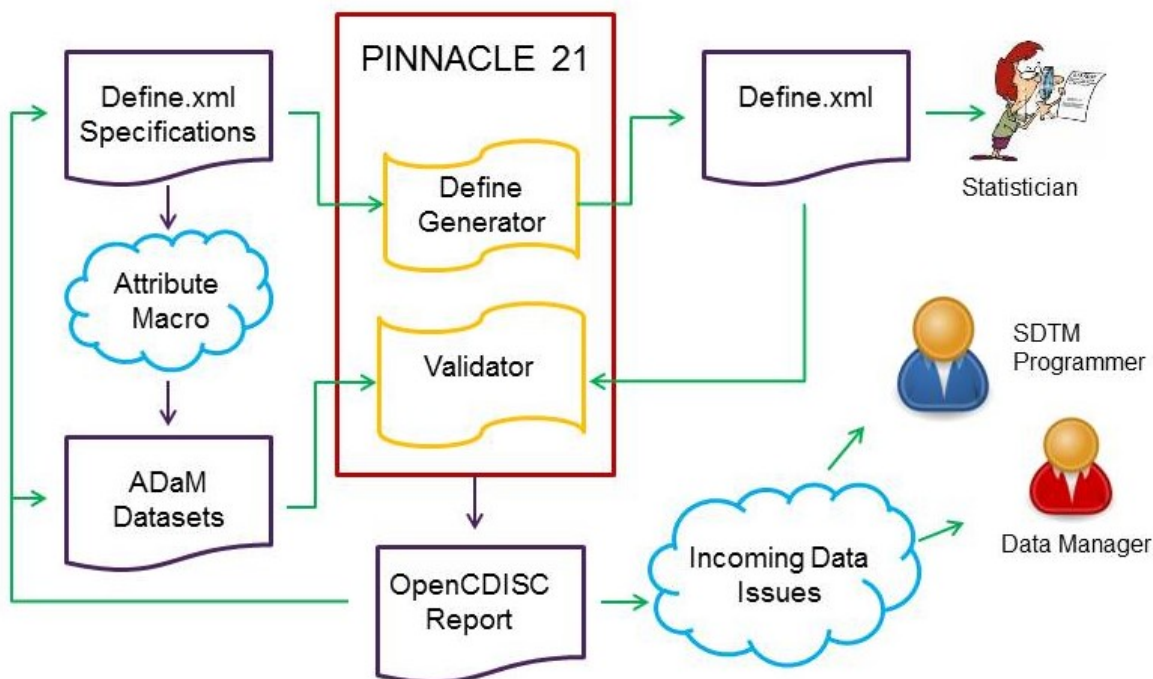 PINNACLE 21
Define.xml
Specifications
Define
Generator
Define.xml
Statistician
Attribute
Macro
Validator
SDTM
Programmer
ADaM
Datasets
Data Manager
OpenCDISC
Report
Incoming Data
Issues